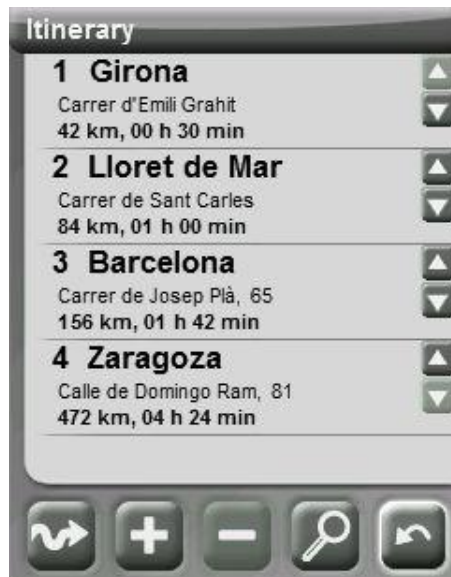 Itinerary
1 Girona
Carrer d'Emili Grahit
42 km, 00 h 30 min
2 Lloret de Mar
Carrer de Sant Carles
84 km, 01 h 00 min
3 Barcelona
Carrer de Josep Plà, 65
156 km, 01 h 42 min
4 Zaragoza
Calle de Domingo Ram, 81
472 km, 04 h 24 min